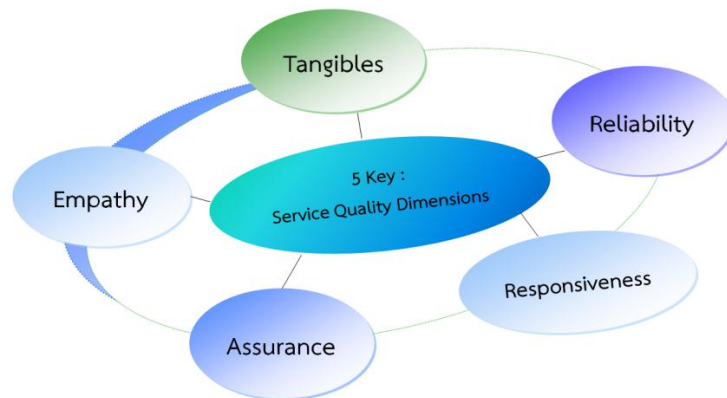 Tangibles
Reliability
5 Key :
Service Quality Dimensions
Empathy
Responsiveness
Assurance